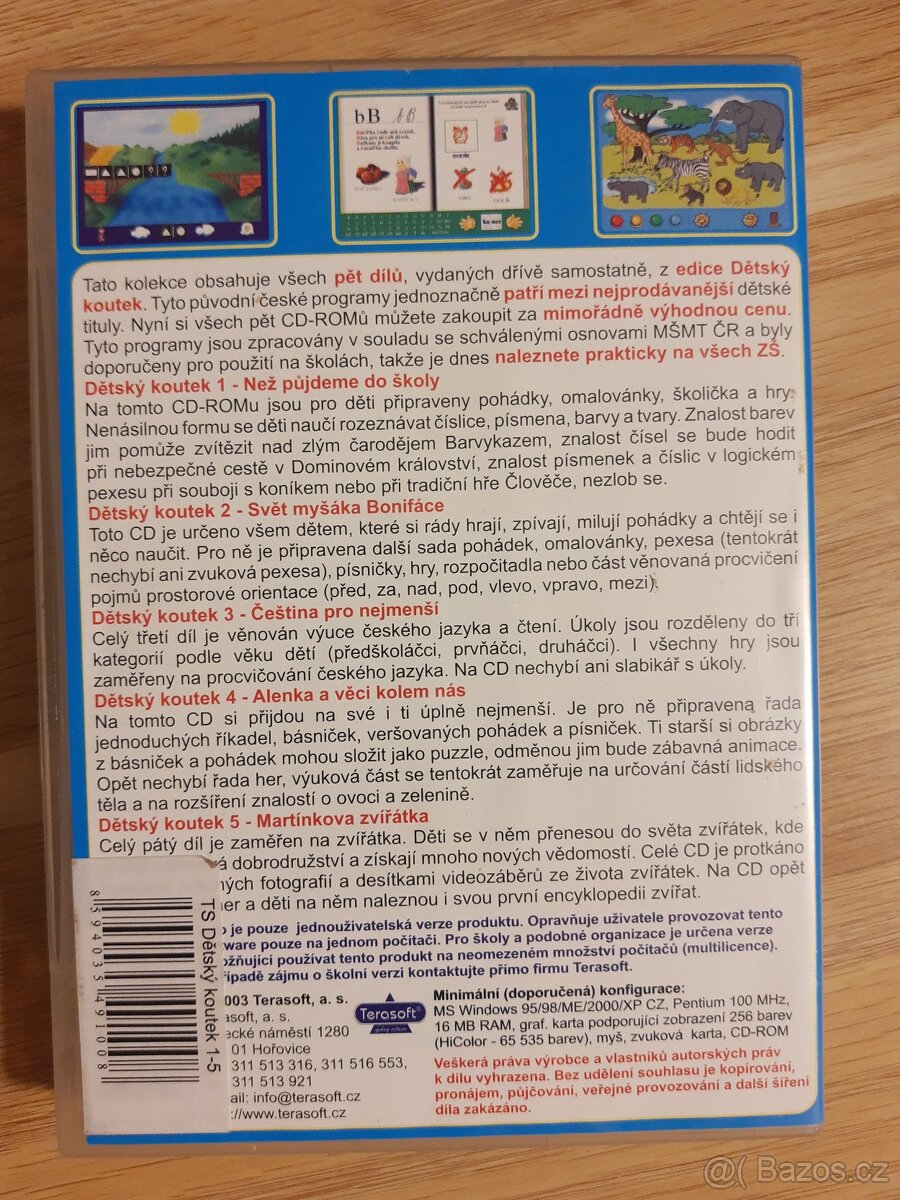 bB
Tato kolekce obsahuje všech pět dílů, vydaných dřívě samostatně, z edice Dětský
koutek. Tyto původní české programy jednoznačně patří mezi nejprodávanější dětské
tituly. Nyní si všech pět CD-ROMů můžete zakoupit za mimořádně výhodnou cenu.
Tyto programy jsou zpracovány v souladu se schválenými osnovami MŠMT ČR a byly
doporučeny pro použití na školách, takže je dnes naleznete prakticky na všech ZŠ.
Dětský koutek 1 - Než půjdeme do školy
Na tomto CD-ROMu jsou pro děti připraveny pohádky, omalovánky, školička a hry.
Nenásilnou formu se děti naučí rozeznávat číslice, písmena, barvy a tvary. Znalost barev
jim pomůže zvítězit nad zlým čarodějem Barvykazem, znalost čísel se bude hodit
při nebezpečné cestě v Dominovém království, znalost písmenek a číslic v logickém
pexesu při souboji s koníkem nebo při tradiční hře Člověče, nezlob se.
Dětský koutek 2 - Svět myšáka Bonifáce
Toto CD je určeno všem dětem, které si rády hrají, zpívají, milují pohádky a chtějí se i
něco naučit. Pro ně je připravena další sada pohádek, omalovánky, pexesa (tentokrát
nechybí ani zvuková pexesa), písničky, hry, rozpočitadla nebo část věnovaná procvičení
pojmů prostorové orientace (před, za, nad, pod, vlevo, vpravo, mezi).
Dětský koutek 3 - Čeština pro nejmenší
Celý třetí díl je věnován výuce českého jazyka a čtení. Úkoly jsou rozděleny do tří
kategorií podle věku dětí (předškoláčci, prvňáčci, druháčci). I všechny hry jsou
zaměřeny na procvičování českého jazyka. Na CD nechybí ani slabikář s úkoly.
Dětský koutek 4 - Alenka a věci kolem nás
Na tomto CD si přijdou na své i ti úplně nejmenší. Je pro ně připravena řada
jednoduchých říkadel, básniček, veršovaných pohádek a písniček. Ti starší si obrázky
z básniček a pohádek mohou složit jako puzzle, odměnou jim bude zábavná animace.
Opět nechybí řada her, výuková část se tentokrát zaměřuje na určování částí lidského
těla a na rozšíření znalostí o ovoci a zelenině.
Dětský koutek 5 - Martínkova zvířátka
Celý pátý díl je zaměřen na zvířátka. Děti se v něm přenesou do světa zvířátek, kde
á dobrodružství a získají mnoho nových vědomostí. Celé CD je protkáno
ných fotografií a desítkami videozáběrů ze života zvířátek. Na CD opět
her a děti na něm naleznou i svou první encyklopedii zvířat.
o je pouze jednouživatelská verze produktu. Opravňuje uživatele provozovat tento
ware pouze na jednom počítači. Pro školy a podobné organizace je určena verze
ožňující používat tento produkt na neomezeném množství počítačů (multilicence).
řípadě zájmu o školní verzi kontaktujte přímo firmu Terasoft.
003 Terasoft, a. s.
asoft, a. s.
ecké náměstí 1280
01 Hořovice
311 513 316, 311 516 553,
311 513 921
ail: info@terasoft.cz
://www.terasoft.cz
Terasoft
Minimální (doporučená) konfigurace:
MS Windows 95/98/ME/2000/XP CZ, Pentium 100 MHz,
16 MB RAM, graf. karta podporující zobrazení 256 barev
(HiColor - 65 535 barev), myš, zvuková karta, CD-ROM
Veškerá práva výrobce a vlastníků autorských práv
k dílu vyhrazena. Bez udělení souhlasu je kopírování,
pronájem, půjčování, veřejné provozování a další šíření
díla zakázáno.
TS Dětský koutek 1-5
8 594035 491008
@( Bazos.cz